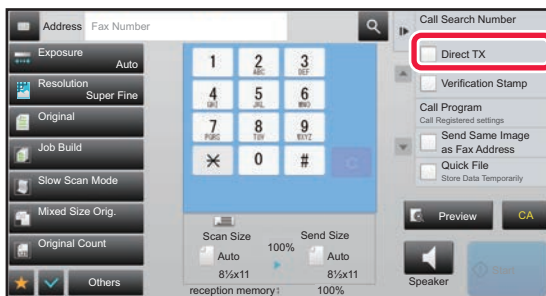 Address Fax Number
Exposure
Auto
Resolution
Super Fine
Original
Job Build
Slow Scan Mode
Mixed Size Orig.
Original Count
Others
1 2 3
ABC DEF
4 5 6
GHI JKL MNO
7 8 9
PQRS TUV WXYZ
0 #
C
Scan Size
Send Size
100%
Auto
Auto
8½x11
8½x11
reception memory:
100%
Call Search Number
Direct TX
Verification Stamp
Call Program
Call Registered settings
Send Same Image
as Fax Address
Quick File
Store Data Temporarily
Preview
CA
Speaker
Start